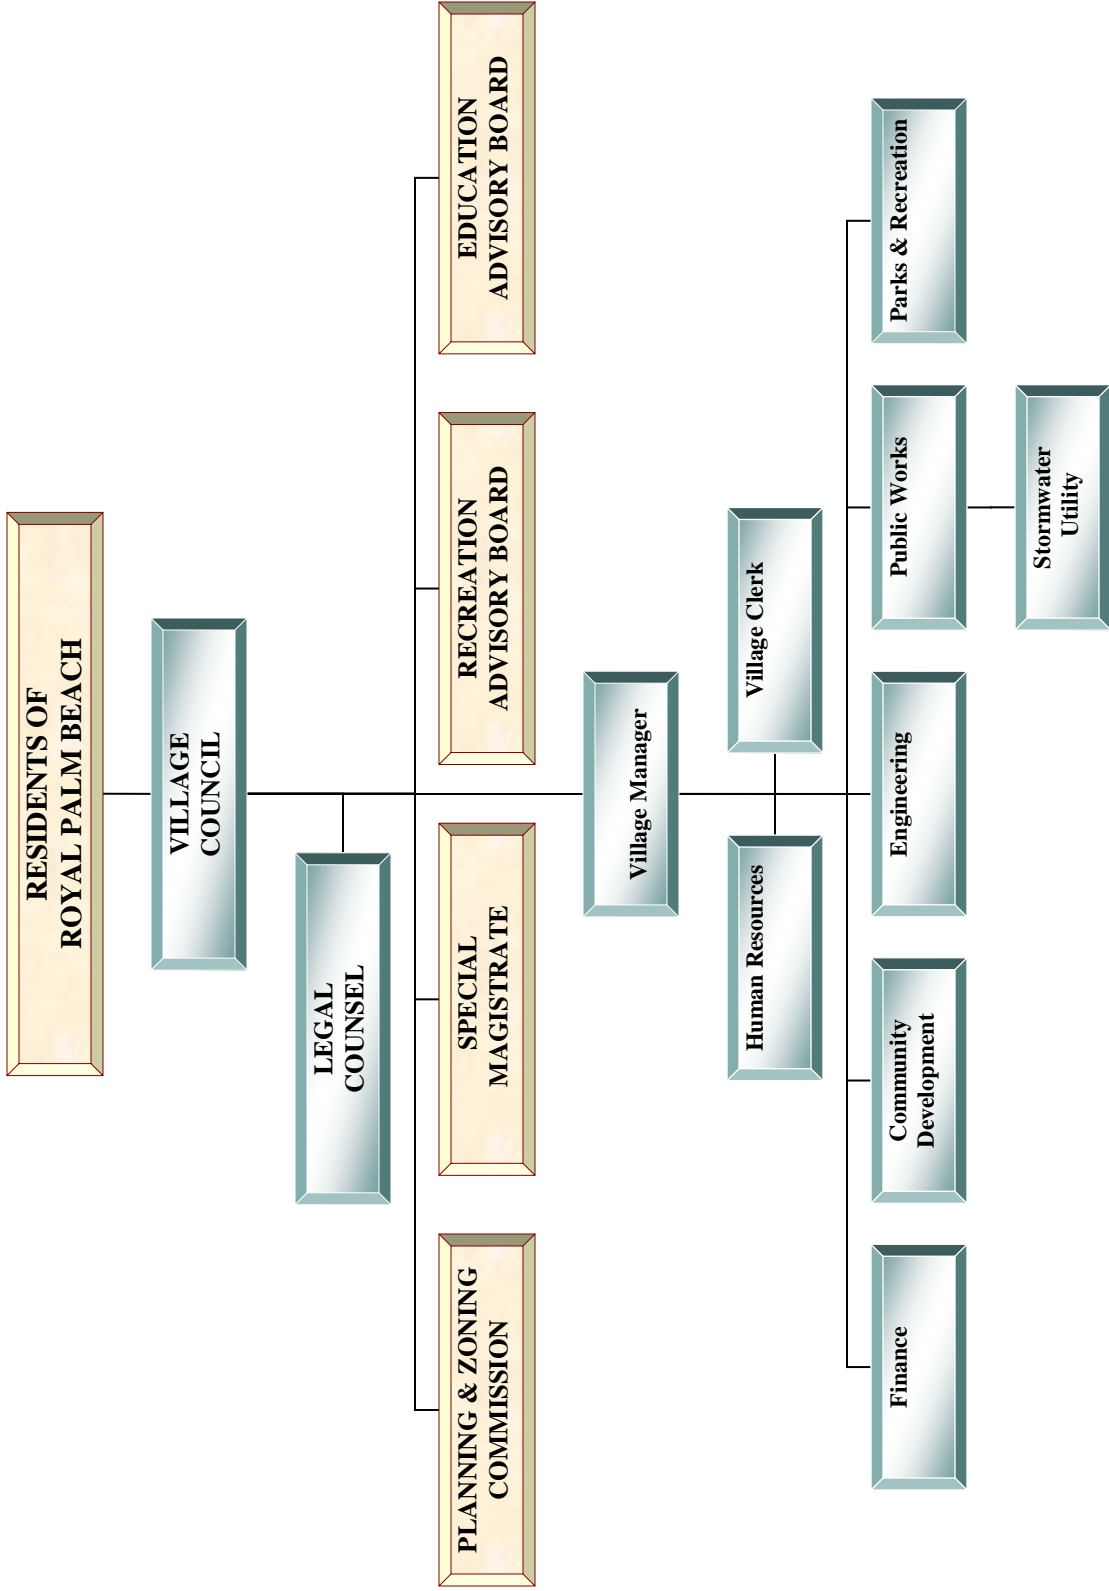 RESIDENTS OF
ROYAL PALM BEACH
VILLAGE
COUNCIL
LEGAL
COUNSEL
PLANNING & ZONING
COMMISSION
SPECIAL
MAGISTRATE
RECREATION
ADVISORY BOARD
EDUCATION
ADVISORY BOARD
Village Manager
Human Resources
Village Clerk
Finance
Community
Development
Engineering
Public Works
Parks & Recreation
Stormwater
Utility